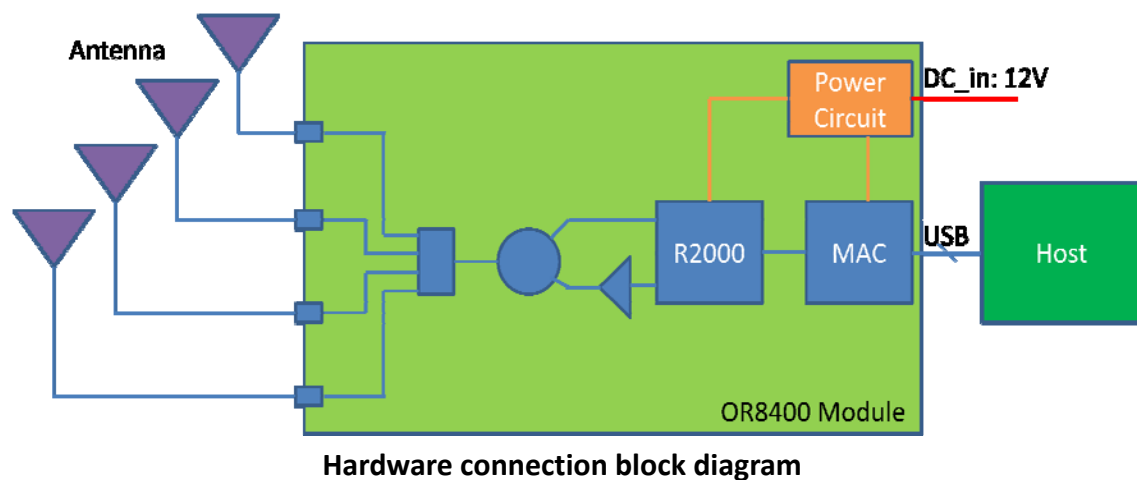 Antenna
Power
Circuit
DC_in: 12V
R2000
MAC
USB
Host
OR8400 Module
Hardware connection block diagram